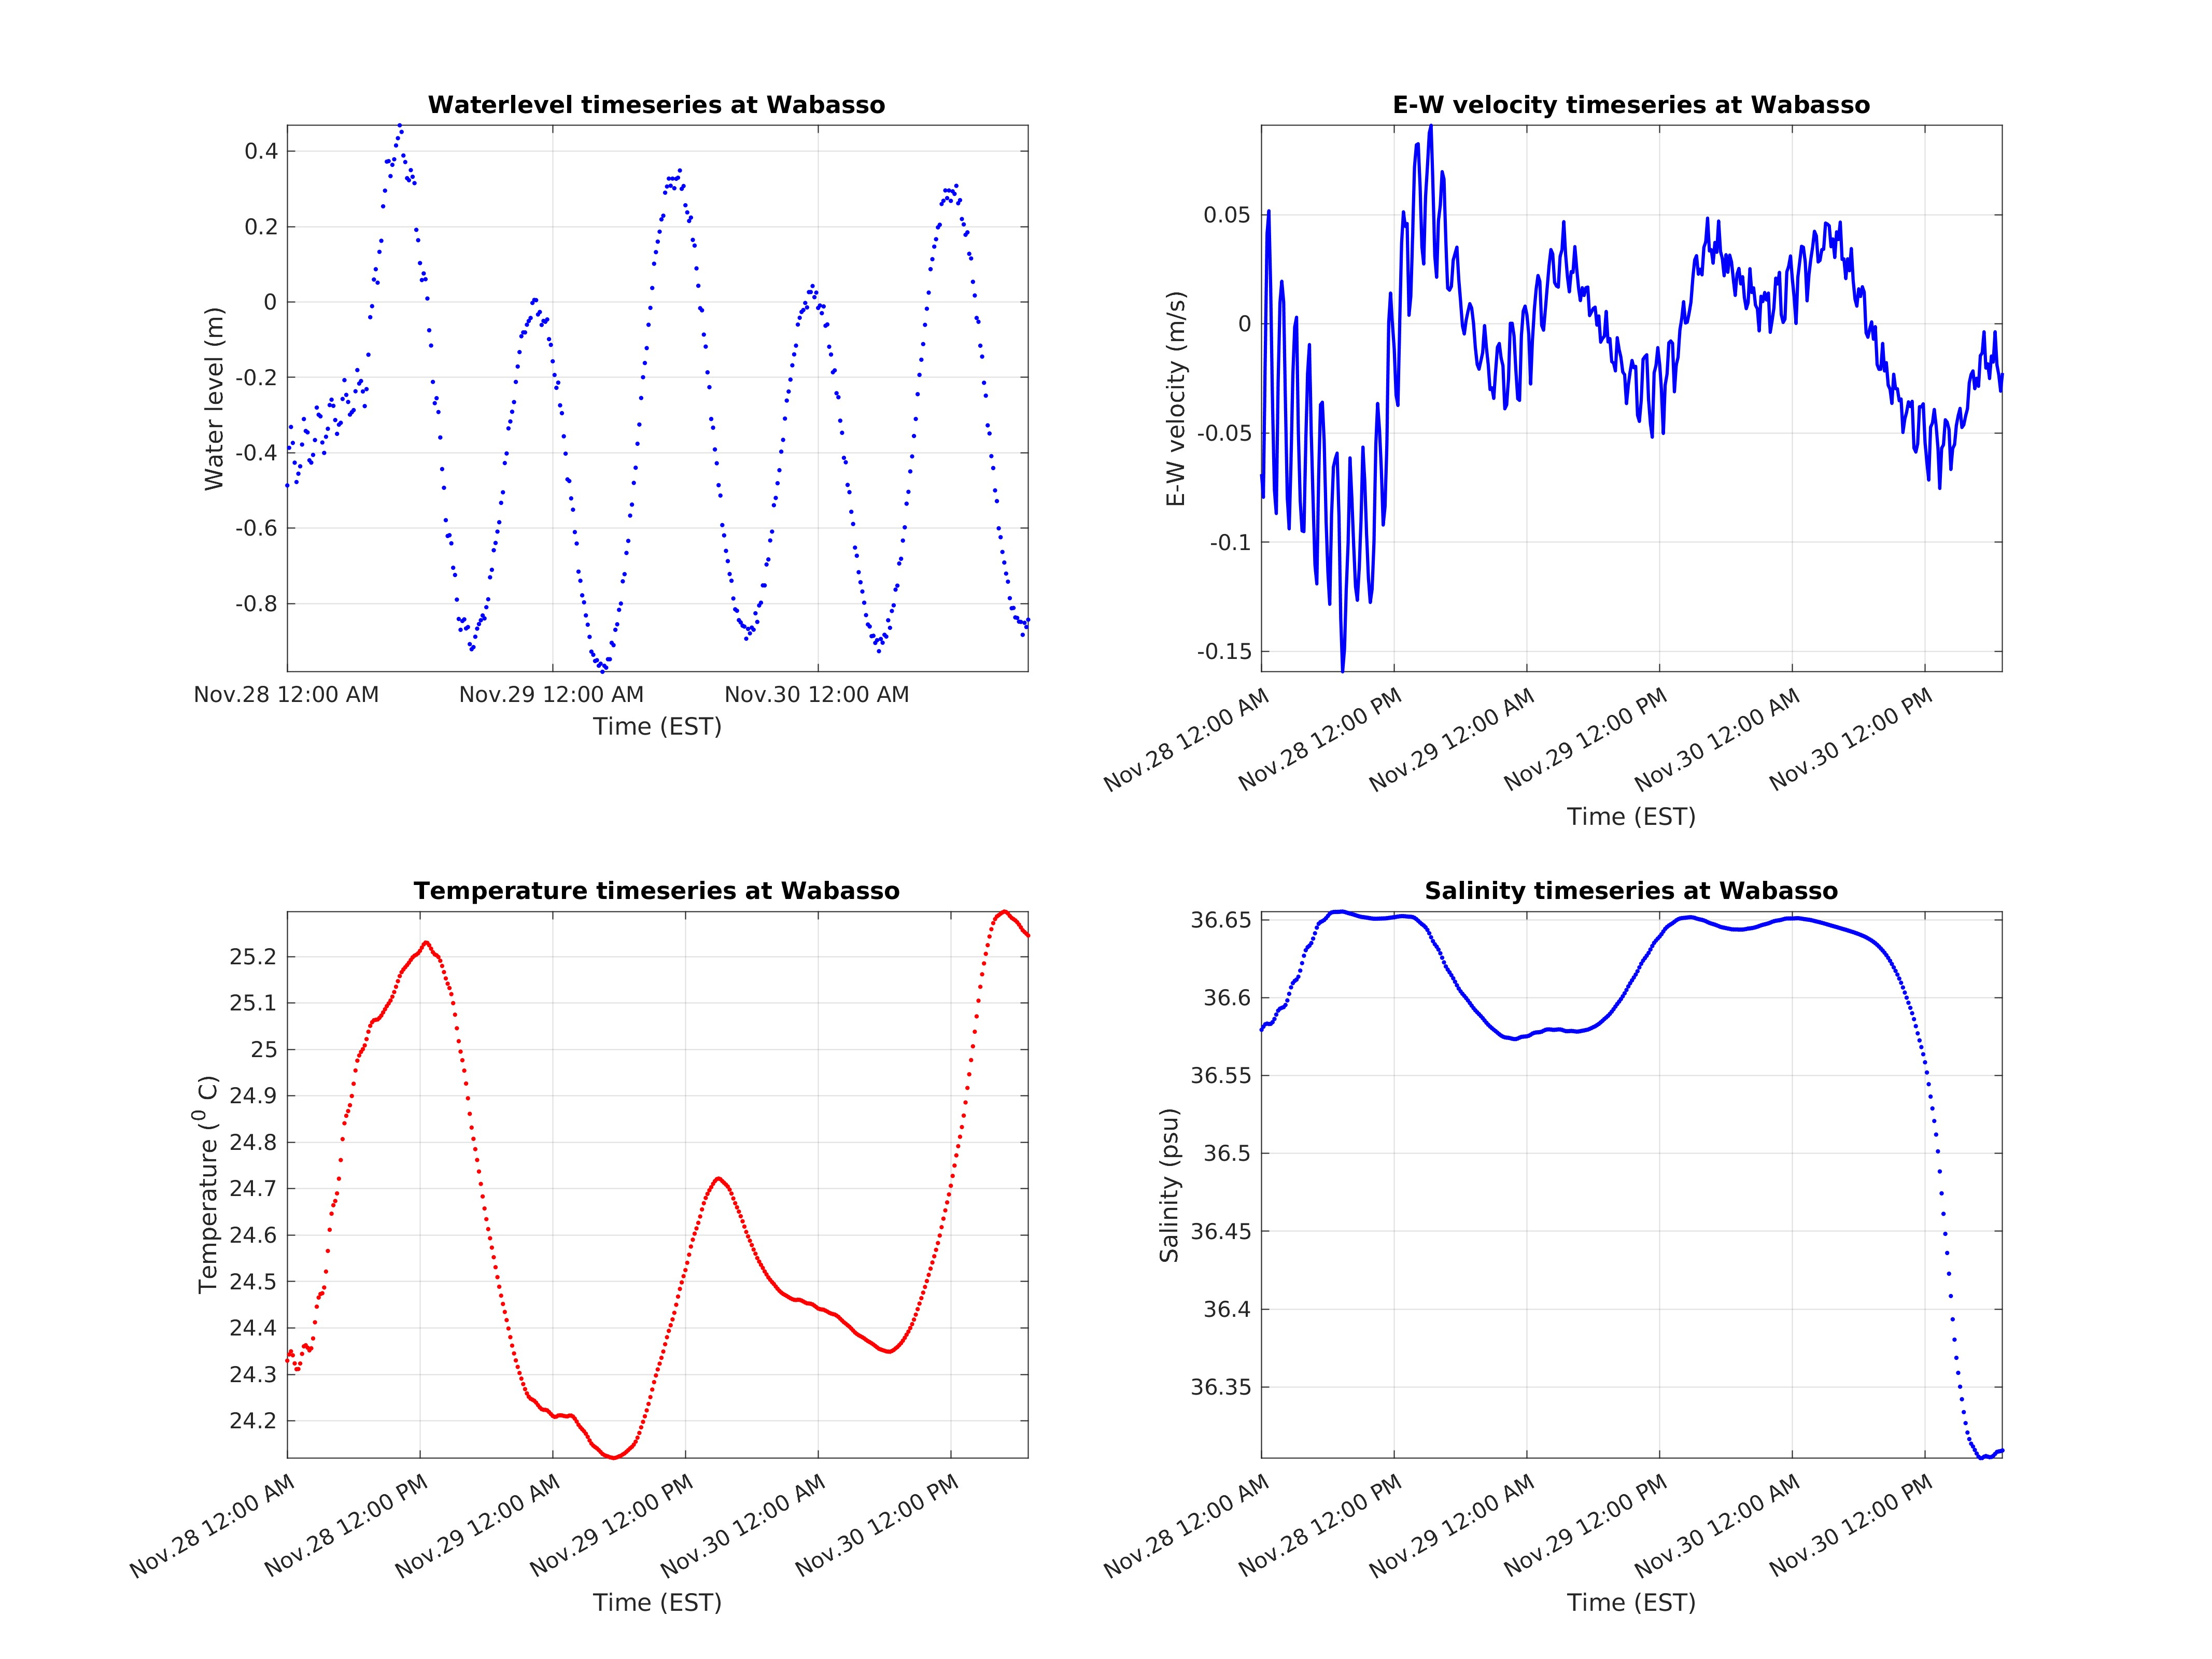 Waterlevel timeseries at Wabasso
0.4
0.2
0
-0.2
-0.4
-0.6
-0.8
Water level (m)
Nov.28 12:00 AM
Nov.29 12:00 AM
Nov.30 12:00 AM
Time (EST)
E-W velocity timeseries at Wabasso
0.05
0
-0.05
-0.1
-0.15
E-W velocity (m/s)
Nov.28 12:00 AM
Nov.28 12:00 PM
Nov.29 12:00 AM
Nov.29 12:00 PM
Nov.30 12:00 AM
Nov.30 12:00 PM
Time (EST)
Temperature timeseries at Wabasso
25.2
25.1
25
24.9
24.8
24.7
24.6
24.5
24.4
24.3
24.2
Temperature (⁰ C)
Nov.28 12:00 AM
Nov.28 12:00 PM
Nov.29 12:00 AM
Nov.29 12:00 PM
Nov.30 12:00 AM
Nov.30 12:00 PM
Time (EST)
Salinity timeseries at Wabasso
36.65
36.6
36.55
36.5
36.45
36.4
36.35
Salinity (psu)
Nov.28 12:00 AM
Nov.28 12:00 PM
Nov.29 12:00 AM
Nov.29 12:00 PM
Nov.30 12:00 AM
Nov.30 12:00 PM
Time (EST)